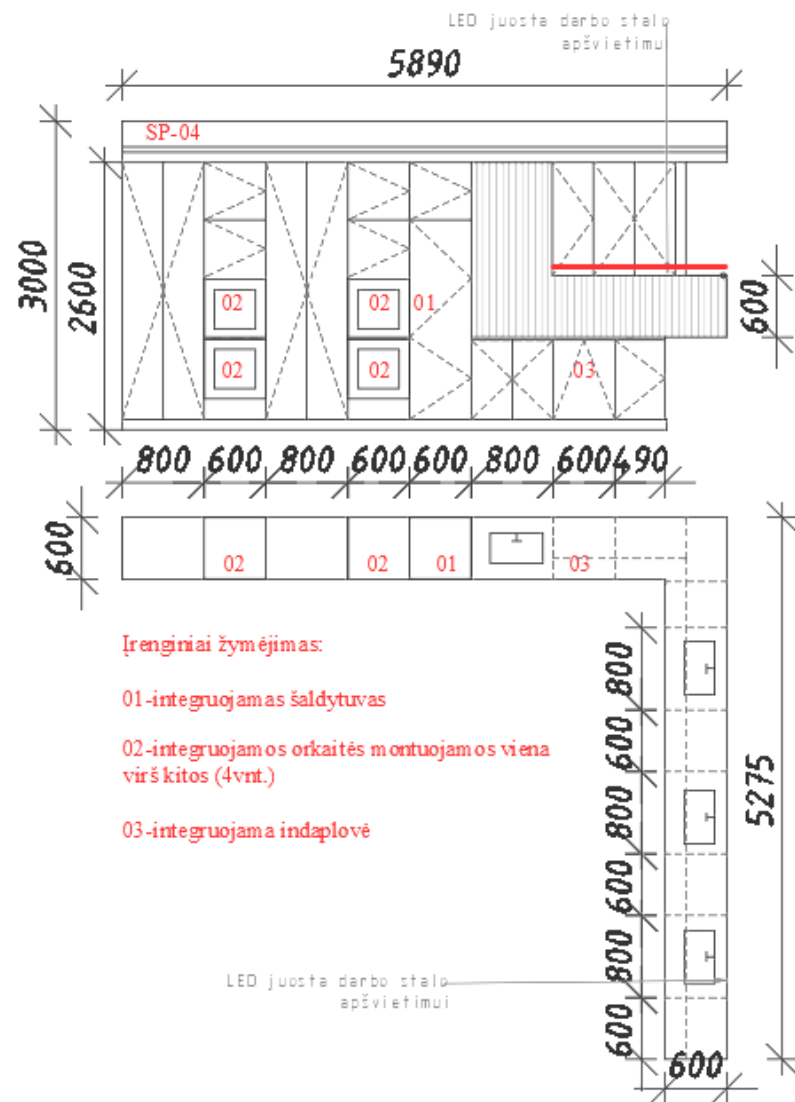 LED juosta darbo stalo
apšvietimui
5890
SP-04
3000
2600
02
02
01
600
02
02
03
800 600 800 600 600 800 600 490
600
02
02
01
03
Įrenginiai žymėjimas:
01-integruojamas šaldytuvas
02-integruojamos orkaitės montuojamos viena
virš kitos (4vnt.)
03-integruojama indaplovė
800
600
800
600
800
600
5275
LED juosta darbo stalo
apšvietimui
600